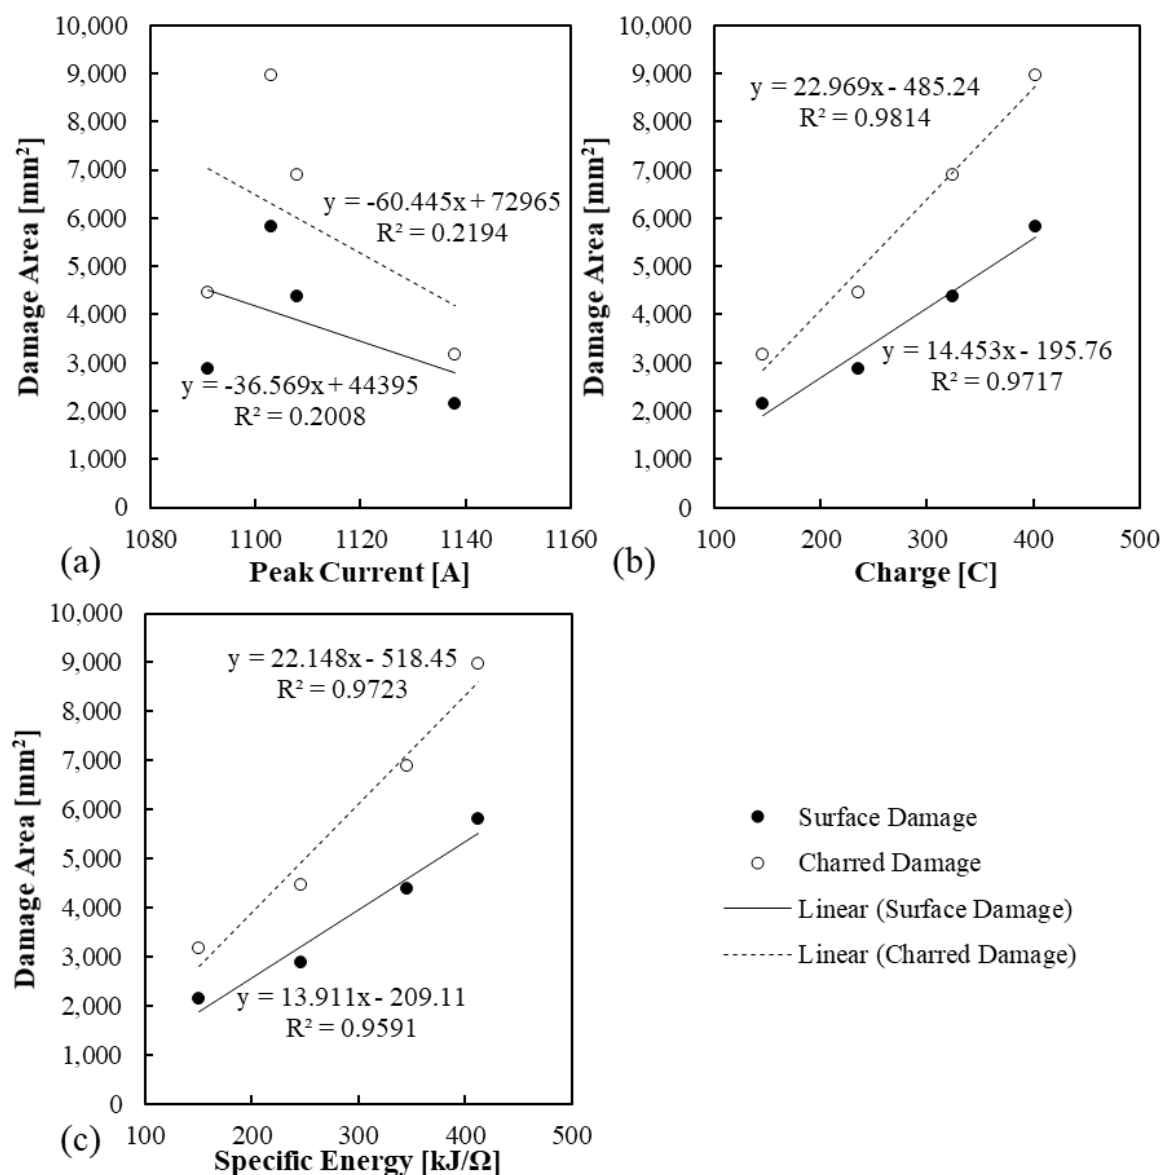 10,000
9,000
8,000
7,000
6,000
5,000
4,000
3,000
2,000
1,000
0
Damage Area [mm²]
y = -60.445x + 72965
R² = 0.2194
y = -36.569x + 44395
R² = 0.2008
1080 1100 1120 1140 1160
(a) Peak Current [A]
10,000
9,000
8,000
7,000
6,000
5,000
4,000
3,000
2,000
1,000
0
Damage Area [mm²]
y = 22.969x - 485.24
R² = 0.9814
y = 14.453x - 195.76
R² = 0.9717
100 200 300 400 500
(b) Charge [C]
10,000
9,000
8,000
7,000
6,000
5,000
4,000
3,000
2,000
1,000
0
Damage Area [mm²]
y = 22.148x - 518.45
R² = 0.9723
y = 13.911x - 209.11
R² = 0.9591
100 200 300 400 500
(c) Specific Energy [kJ/Ω]
Surface Damage
Charred Damage
Linear (Surface Damage)
Linear (Charred Damage)